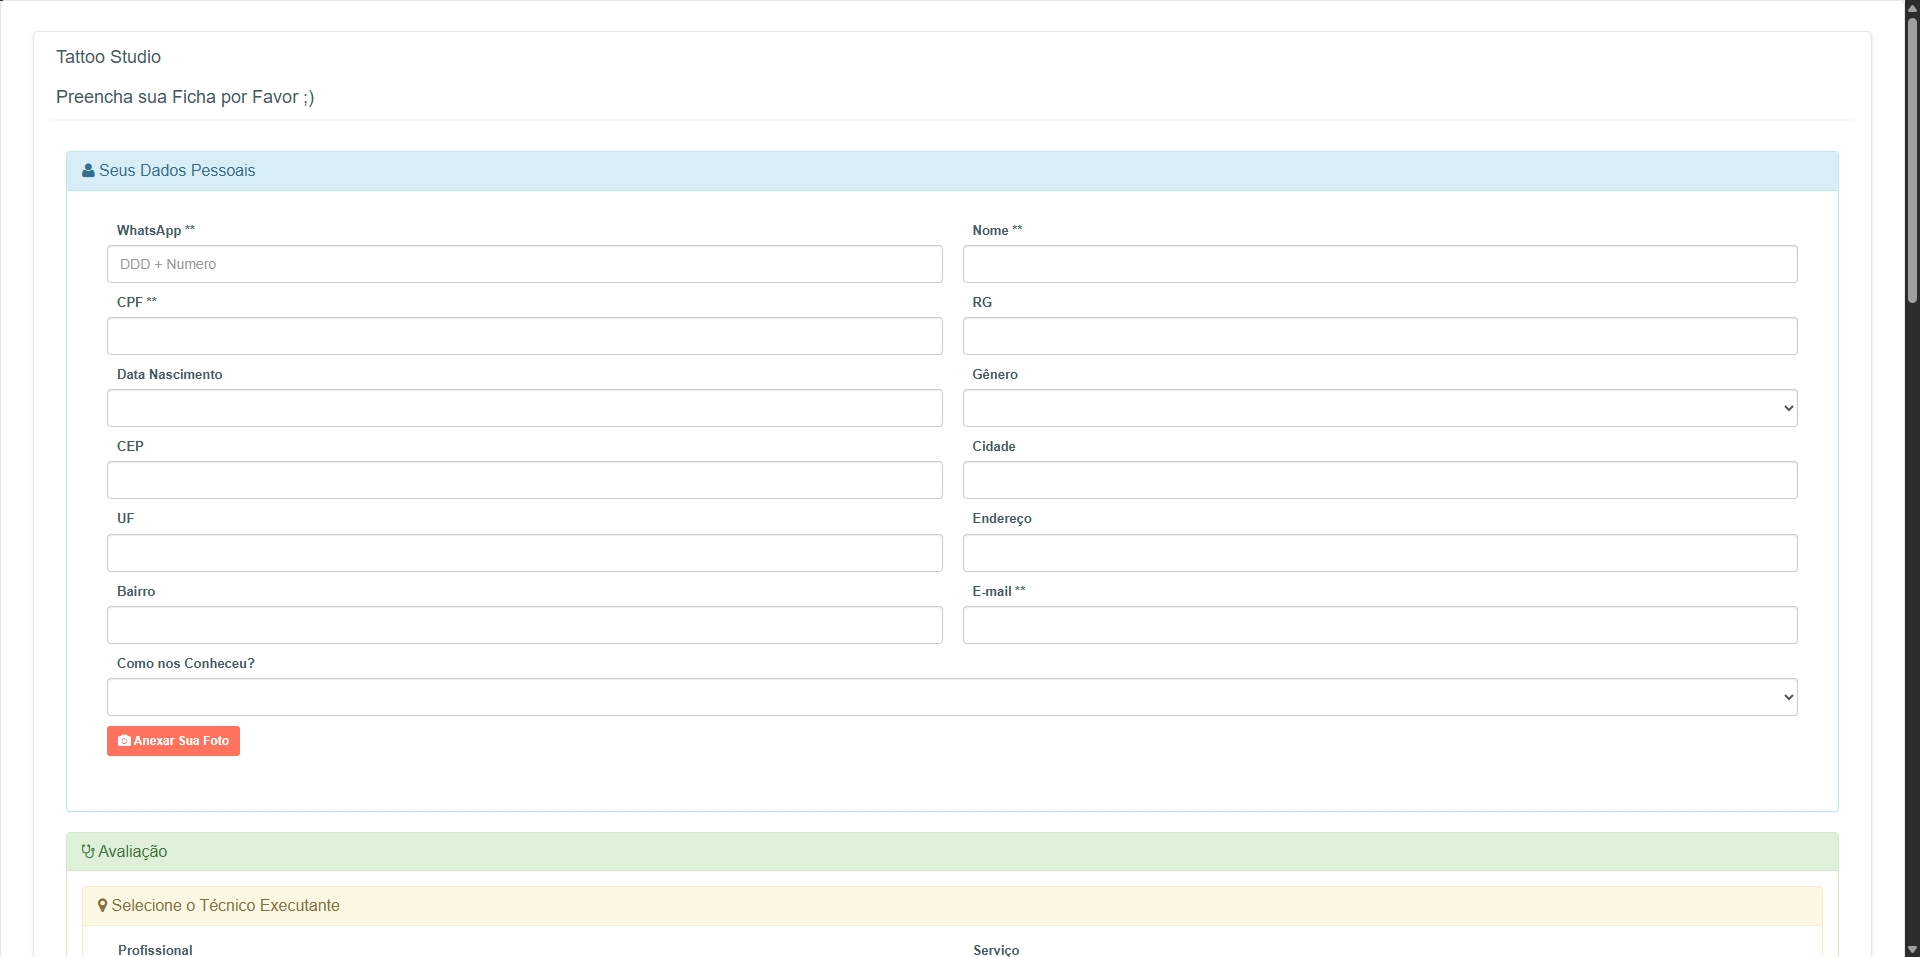 Tattoo Studio
Preencha sua Ficha por Favor ;)
Seus Dados Pessoais
WhatsApp **
Nome **
DDD + Numero
CPF **
RG
Data Nascimento
Gênero
CEP
Cidade
UF
Endereço
Bairro
E-mail **
Como nos Conheceu?
Anexar Sua Foto
Avaliação
Selecione o Técnico Executante
Profissional
Serviço